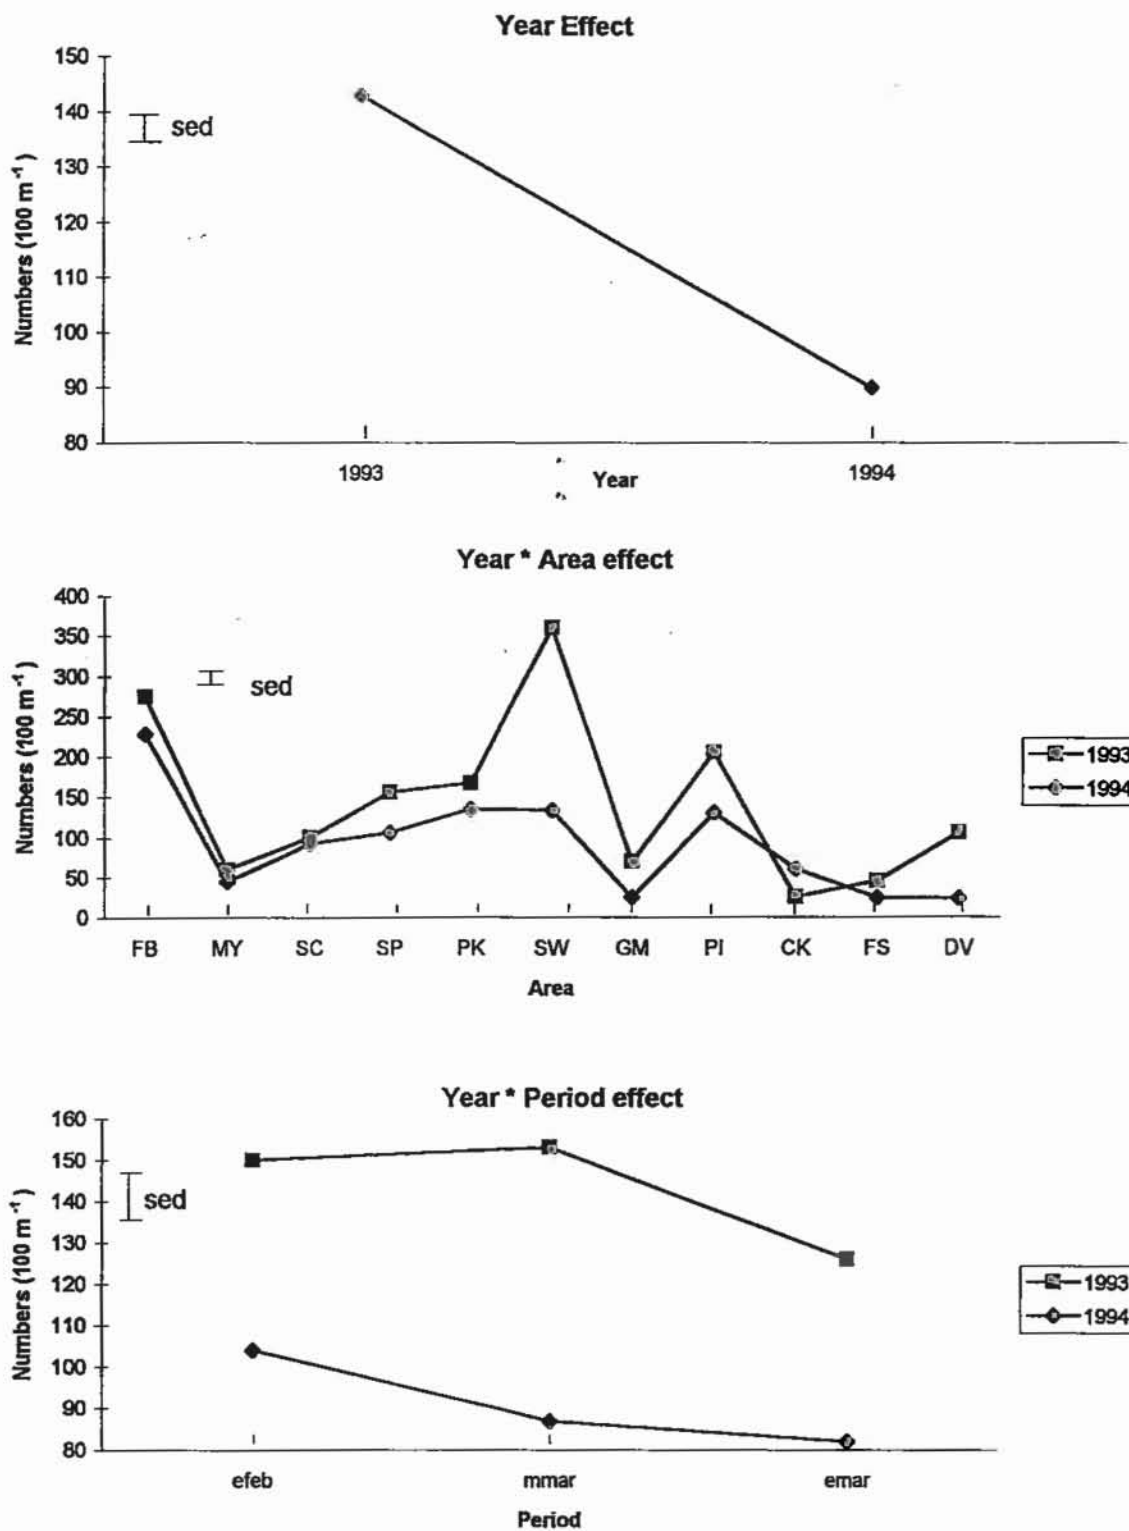 Year Effect
150
140
130
120
110
100
90
80
Numbers (100 m⁻¹)
sed
1993
1994
Year
Year * Area effect
400
350
300
250
200
150
100
50
0
Numbers (100 m⁻¹)
sed
1993
1994
FB MY SC SP PK SW GM PI CK FS DV
Area
Year * Period effect
160
150
140
130
120
110
100
90
80
Numbers (100 m⁻¹)
sed
1993
1994
efeb mmar emar
Period